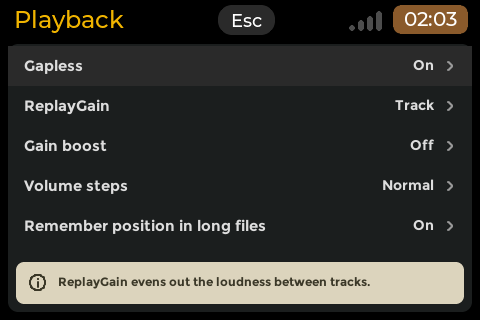 Playback Esc 02:03
Gapless On
ReplayGain Track
Gain boost Off
Volume steps Normal
Remember position in long files On
ReplayGain evens out the loudness between tracks.